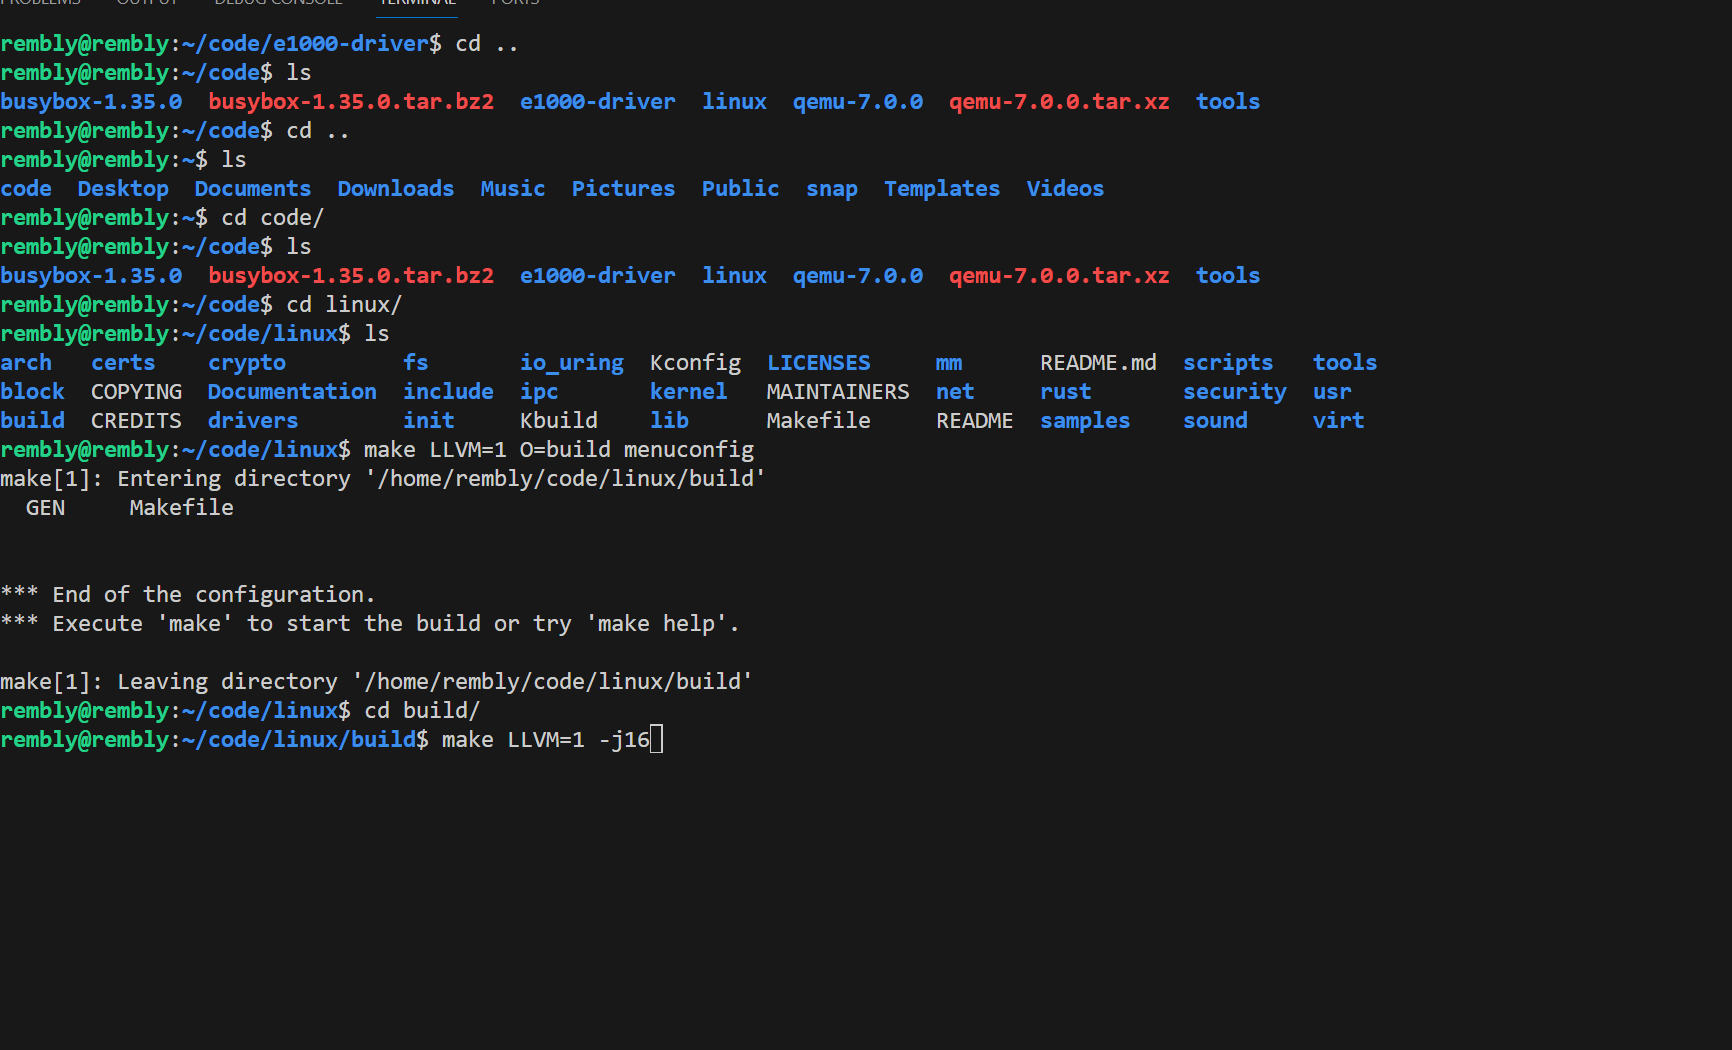 PROBLEMS OUTPUT DEBUG CONSOLE TERMINAL PORTS
rembly@rembly:~/code/e1000-driver$ cd ..
rembly@rembly:~/code$ ls
busybox-1.35.0  busybox-1.35.0.tar.bz2  e1000-driver  linux  qemu-7.0.0  qemu-7.0.0.tar.xz  tools
rembly@rembly:~/code$ cd ..
rembly@rembly:~$ ls
code  Desktop  Documents  Downloads  Music  Pictures  Public  snap  Templates  Videos
rembly@rembly:~$ cd code/
rembly@rembly:~/code$ ls
busybox-1.35.0  busybox-1.35.0.tar.bz2  e1000-driver  linux  qemu-7.0.0  qemu-7.0.0.tar.xz  tools
rembly@rembly:~/code$ cd linux/
rembly@rembly:~/code/linux$ ls
arch   certs    crypto         fs       io_uring  Kconfig  LICENSES     mm      README.md  scripts   tools
block  COPYING  Documentation  include  ipc       kernel   MAINTAINERS  net     rust       security  usr
build  CREDITS  drivers        init     Kbuild    lib      Makefile     README  samples    sound     virt
rembly@rembly:~/code/linux$ make LLVM=1 O=build menuconfig
make[1]: Entering directory '/home/rembly/code/linux/build'
  GEN     Makefile
*** End of the configuration.
*** Execute 'make' to start the build or try 'make help'.
make[1]: Leaving directory '/home/rembly/code/linux/build'
rembly@rembly:~/code/linux$ cd build/
rembly@rembly:~/code/linux/build$ make LLVM=1 -j16